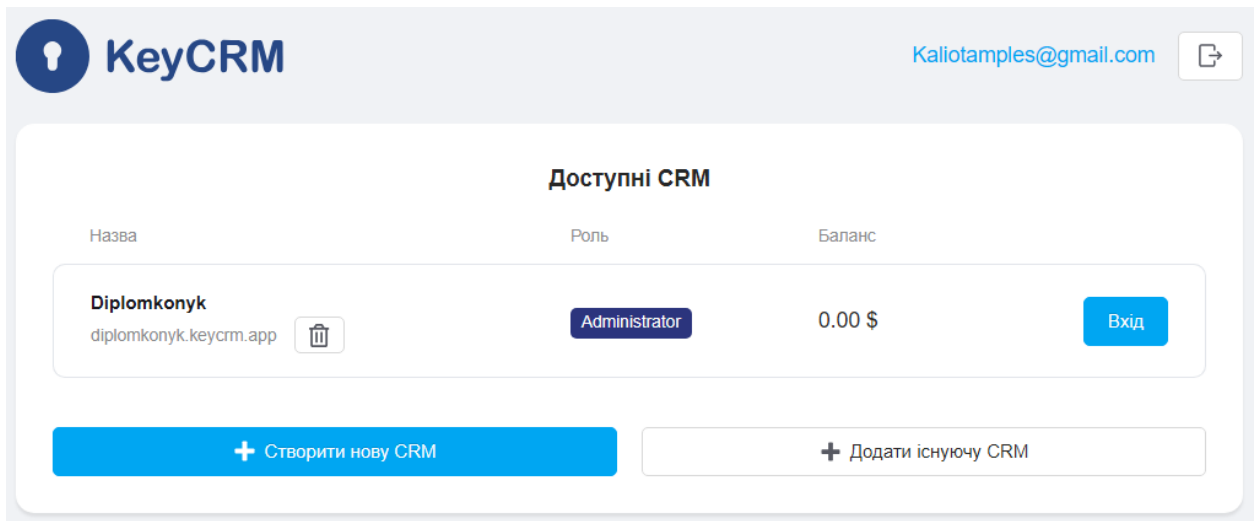 KeyCRM
Kaliotamples@gmail.com
Доступні CRM
Назва Роль Баланс
Diplomkonyk
diplomkonyk.keycrm.app
Administrator
0.00 $
Вхід
Створити нову CRM
Додати існуючу CRM